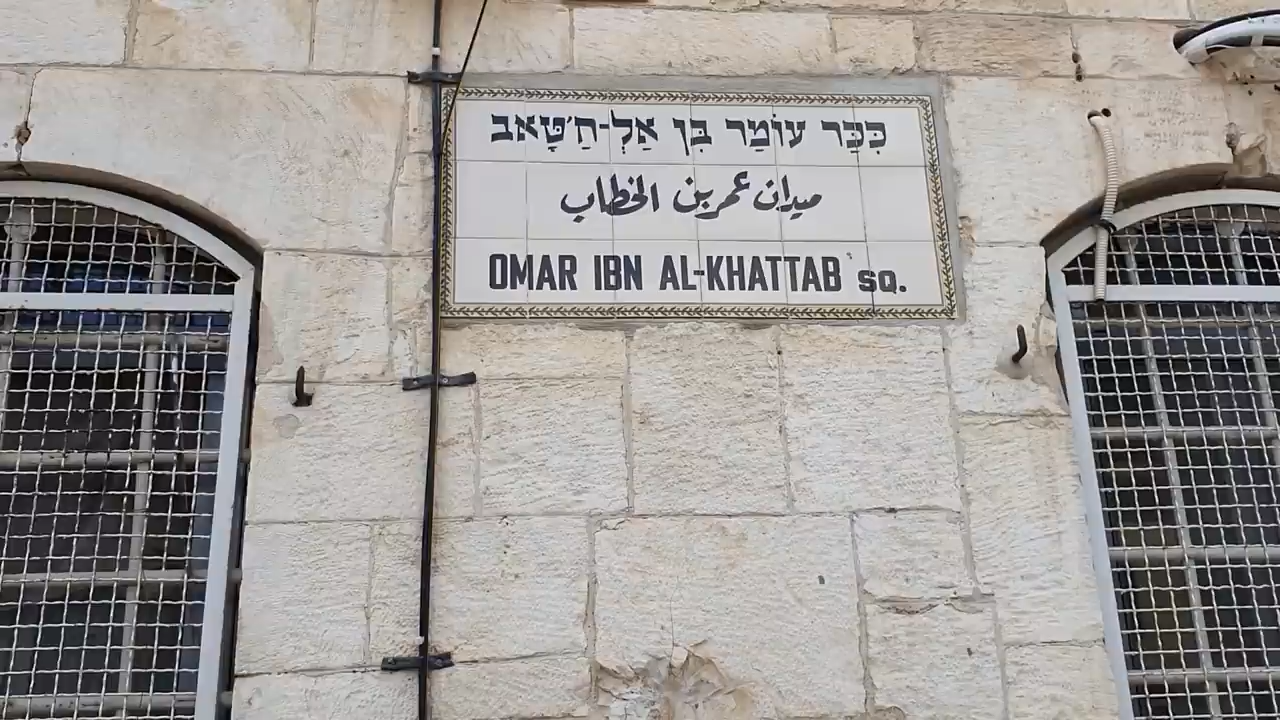 כִּכָּר עוֹמַר בִּן אַלְ-חַ'טָּאבּ
ميدان عمر بن الخطاب
OMAR IBN AL-KHATTAB SQ.